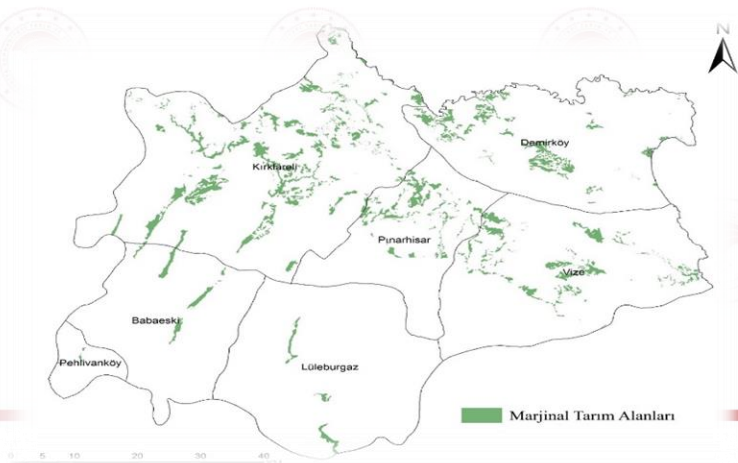 N
Demirköy
Kırklareli
Pınarhisar
Vize
Babaeski
Pehlivanköy
Lüleburgaz
Marjinal Tarım Alanları
0 5 10 20 30 40